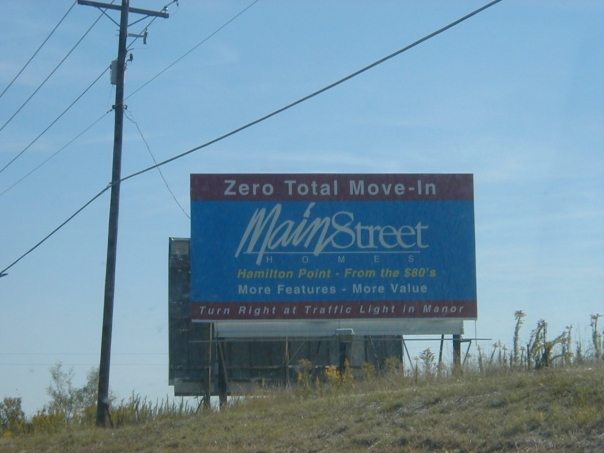 Zero Total Move-In
MainStreet
HOMES
Hamilton Point - From the $80's
More Features - More Value
Turn Right at Traffic Light in Manor